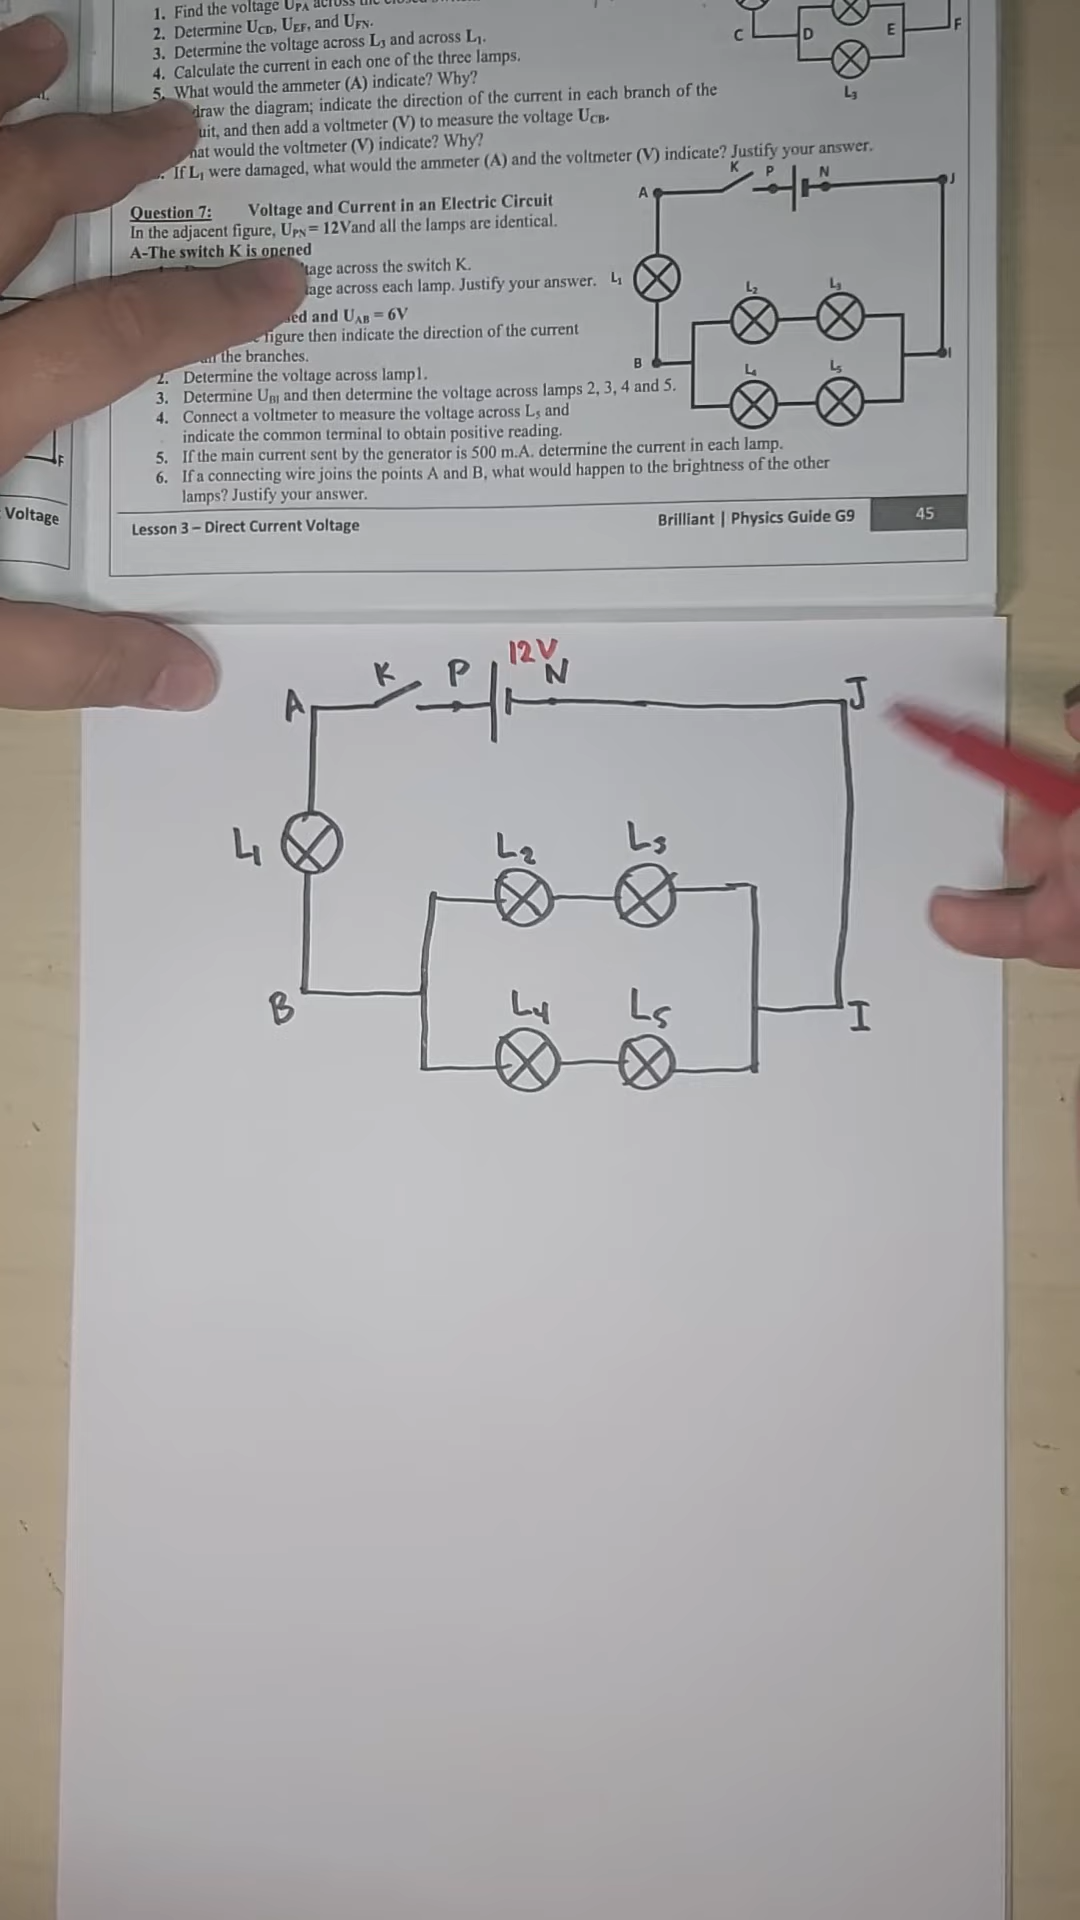 1. Find the voltage UPA across the
2. Determine UCD, UEF, and UFN.
3. Determine the voltage across L3 and across L1.
4. Calculate the current in each one of the three lamps.
5. What would the ammeter (A) indicate? Why?
draw the diagram; indicate the direction of the current in each branch of the
uit, and then add a voltmeter (V) to measure the voltage UCB.
hat would the voltmeter (V) indicate? Why?
. If L1 were damaged, what would the ammeter (A) and the voltmeter (V) indicate? Justify your answer.
C D E F
L3
Question 7: Voltage and Current in an Electric Circuit
In the adjacent figure, UPN = 12Vand all the lamps are identical.
A-The switch K is opened
tage across the switch K.
tage across each lamp. Justify your answer.
sed and UAB = 6V
figure then indicate the direction of the current
the branches.
2. Determine the voltage across lamp1.
3. Determine UBI and then determine the voltage across lamps 2, 3, 4 and 5.
4. Connect a voltmeter to measure the voltage across L5 and
indicate the common terminal to obtain positive reading.
5. If the main current sent by the generator is 500 m.A. determine the current in each lamp.
6. If a connecting wire joins the points A and B, what would happen to the brightness of the other
lamps? Justify your answer.
A K P N J
L1
L2 L3
B I
L4 L5
F
Voltage
Lesson 3 – Direct Current Voltage
Brilliant | Physics Guide G9
45
12V
A K P N J
L1
L2 L3
B L4 L5 I